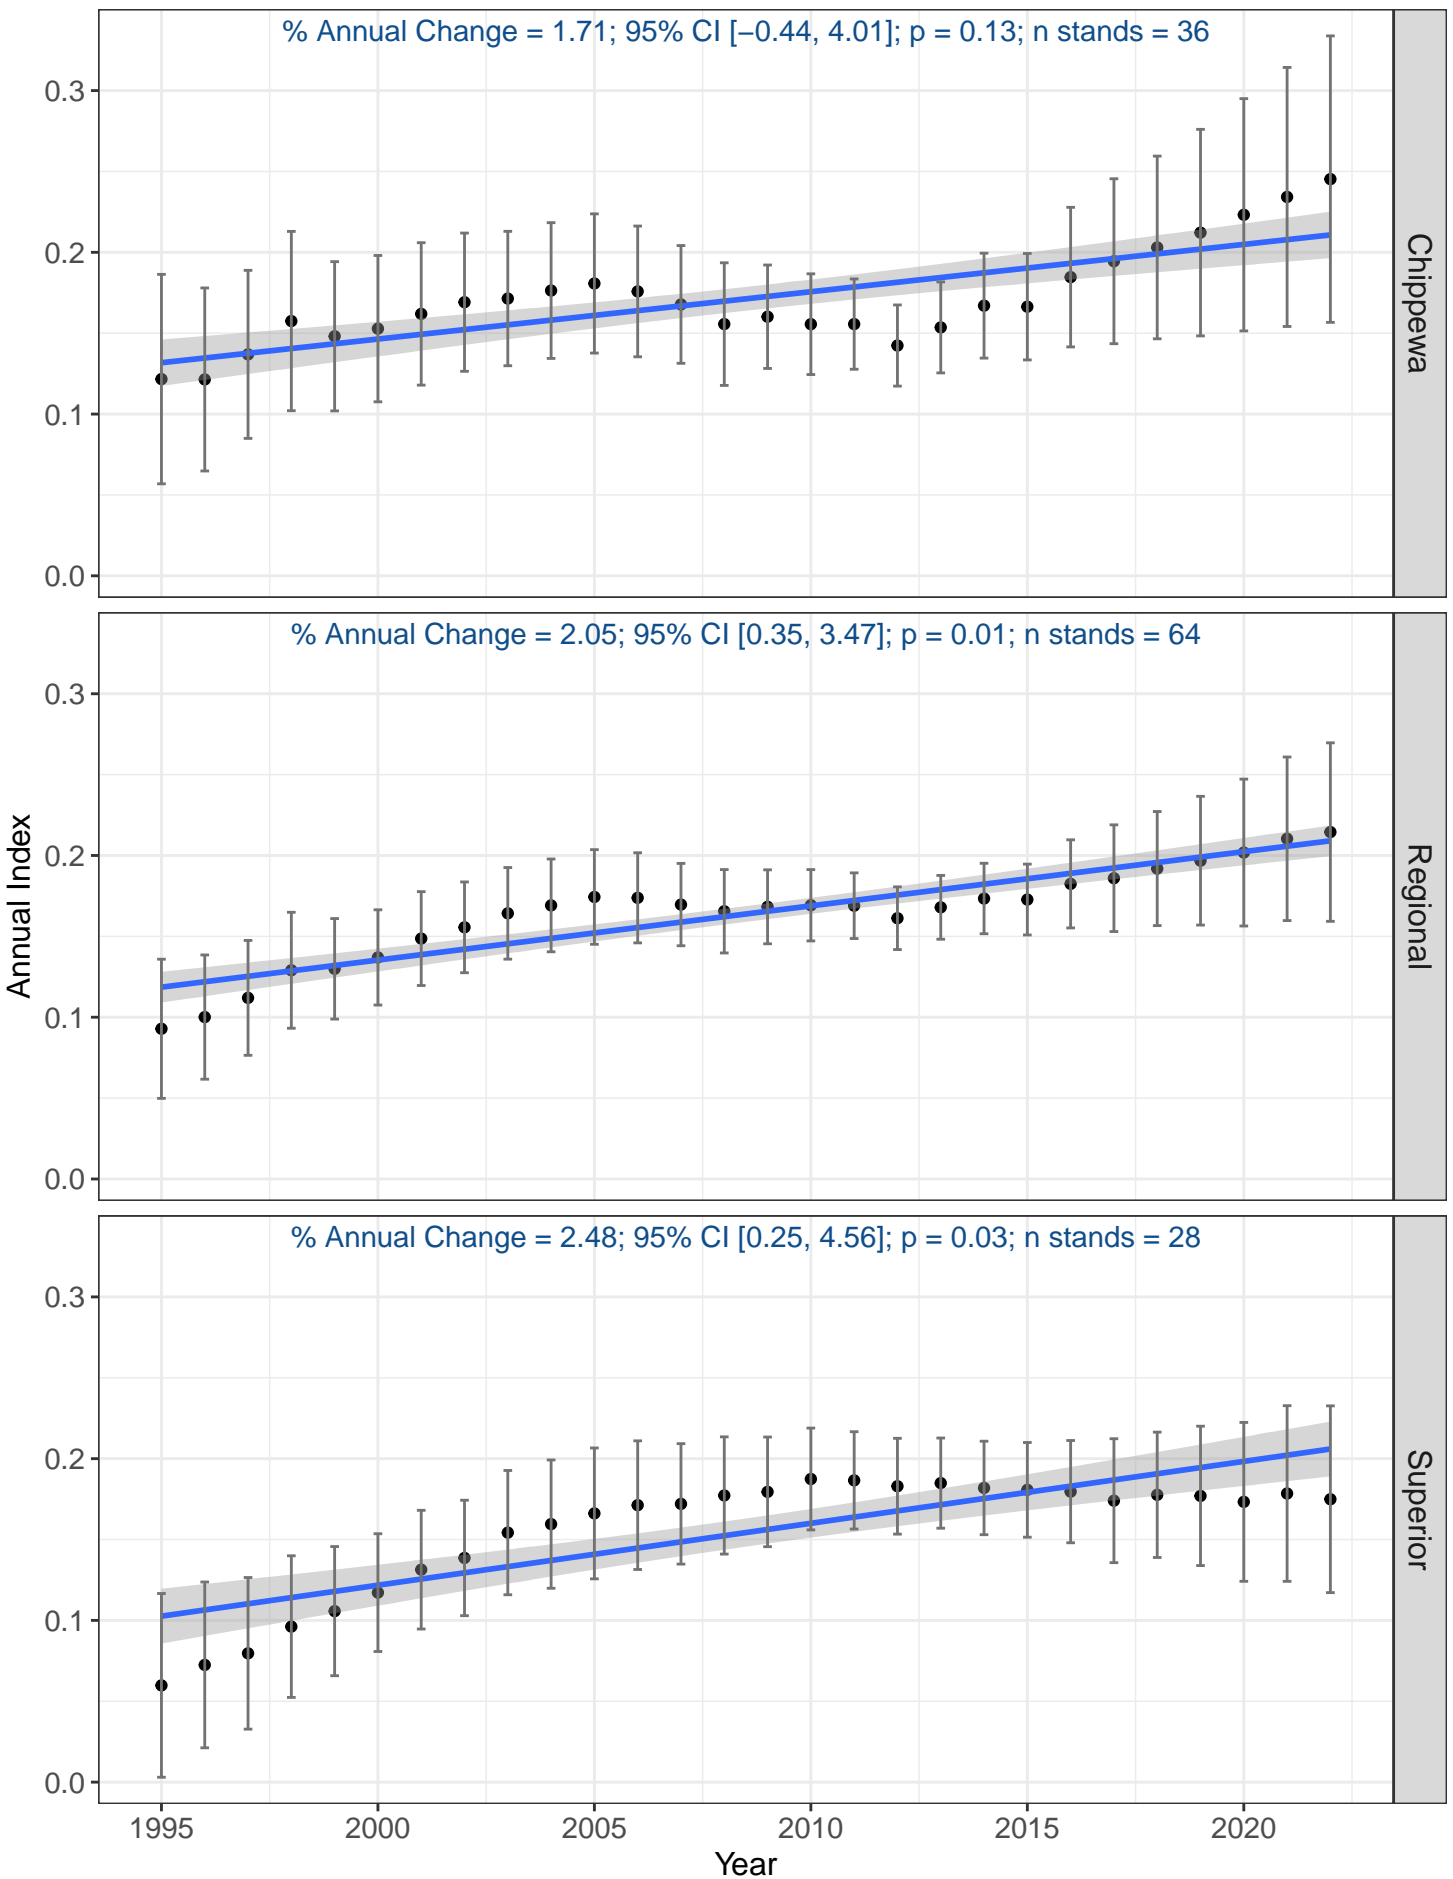 % Annual Change = 1.71; 95% CI [−0.44, 4.01]; p = 0.13; n stands = 36
0.3
0.2
0.1
0.0
Chippewa
% Annual Change = 2.05; 95% CI [0.35, 3.47]; p = 0.01; n stands = 64
0.3
0.2
0.1
0.0
Regional
Annual Index
% Annual Change = 2.48; 95% CI [0.25, 4.56]; p = 0.03; n stands = 28
0.3
0.2
0.1
0.0
Superior
1995 2000 2005 2010 2015 2020
Year